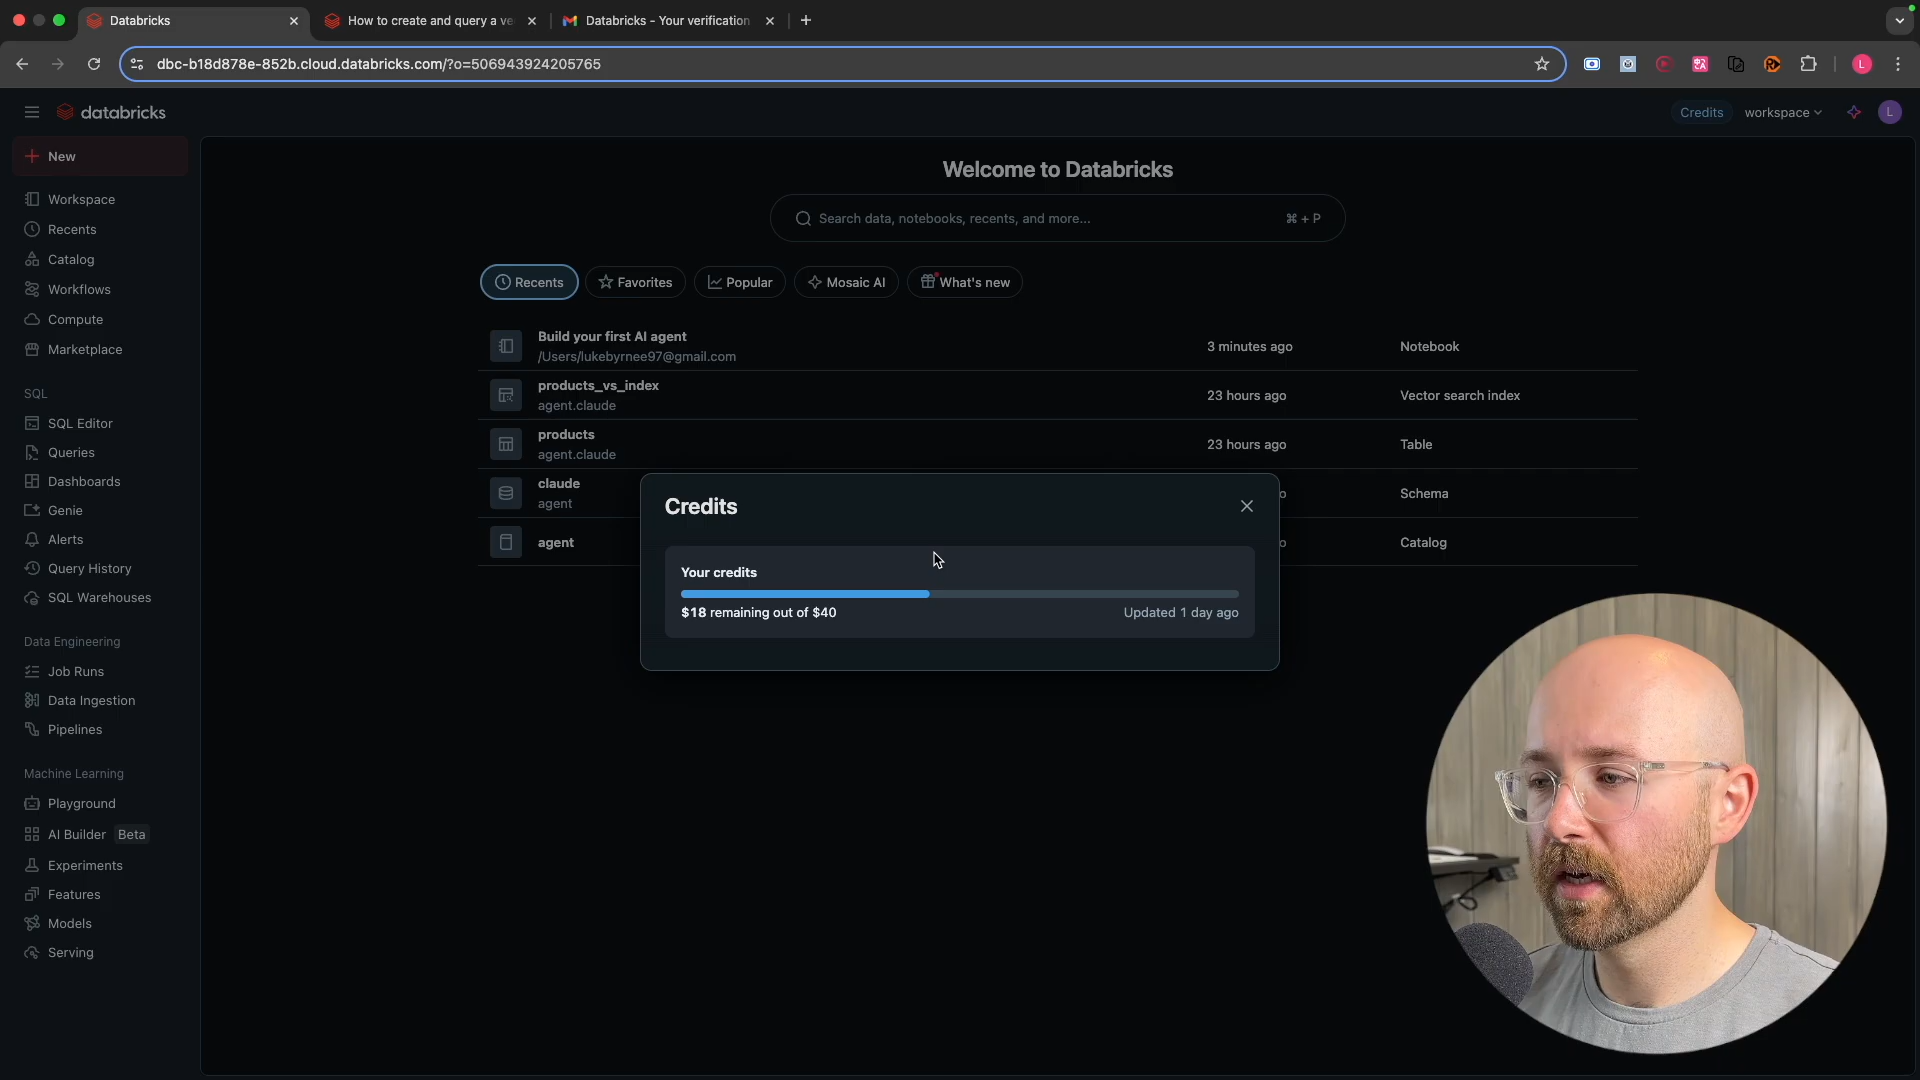 Databricks
How to create and query a ve
Databricks - Your verification
dbc-b18d878e-852b.cloud.databricks.com/?o=506943924205765
L
databricks
Credits
workspace
L
New
Workspace
Recents
Catalog
Workflows
Compute
Marketplace
SQL
SQL Editor
Queries
Dashboards
Genie
Alerts
Query History
SQL Warehouses
Data Engineering
Job Runs
Data Ingestion
Pipelines
Machine Learning
Playground
AI Builder Beta
Experiments
Features
Models
Serving
Welcome to Databricks
Search data, notebooks, recents, and more... ⌘ + P
Recents
Favorites
Popular
Mosaic AI
What's new
Build your first AI agent
/Users/lukebyrnee97@gmail.com
3 minutes ago
Notebook
products_vs_index
agent.claude
23 hours ago
Vector search index
products
agent.claude
23 hours ago
Table
claude
agent
o
Schema
agent
o
Catalog
Credits
Your credits
$18 remaining out of $40
Updated 1 day ago